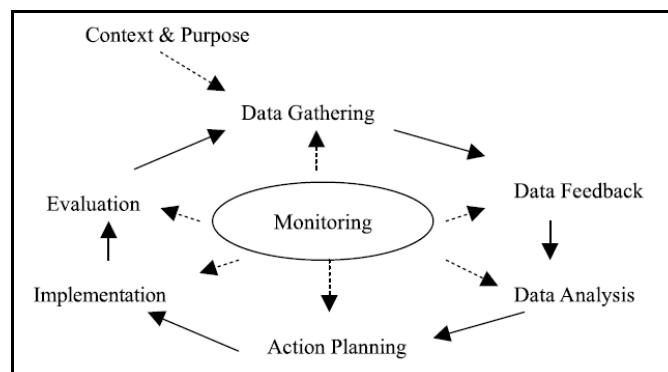 Context & Purpose
Data Gathering
Evaluation
Monitoring
Data Feedback
Implementation
Data Analysis
Action Planning